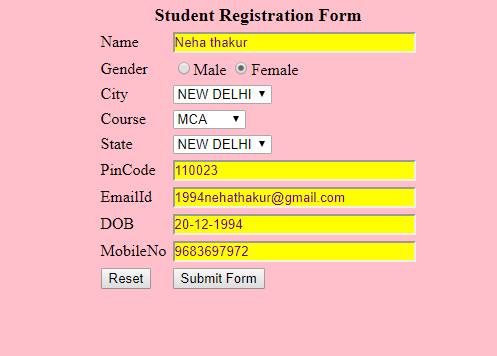 Student Registration Form
Name Neha thakur
Gender Male Female
City NEW DELHI
Course MCA
State NEW DELHI
PinCode 110023
EmailId 1994nehathakur@gmail.com
DOB 20-12-1994
MobileNo 9683697972
Reset Submit Form